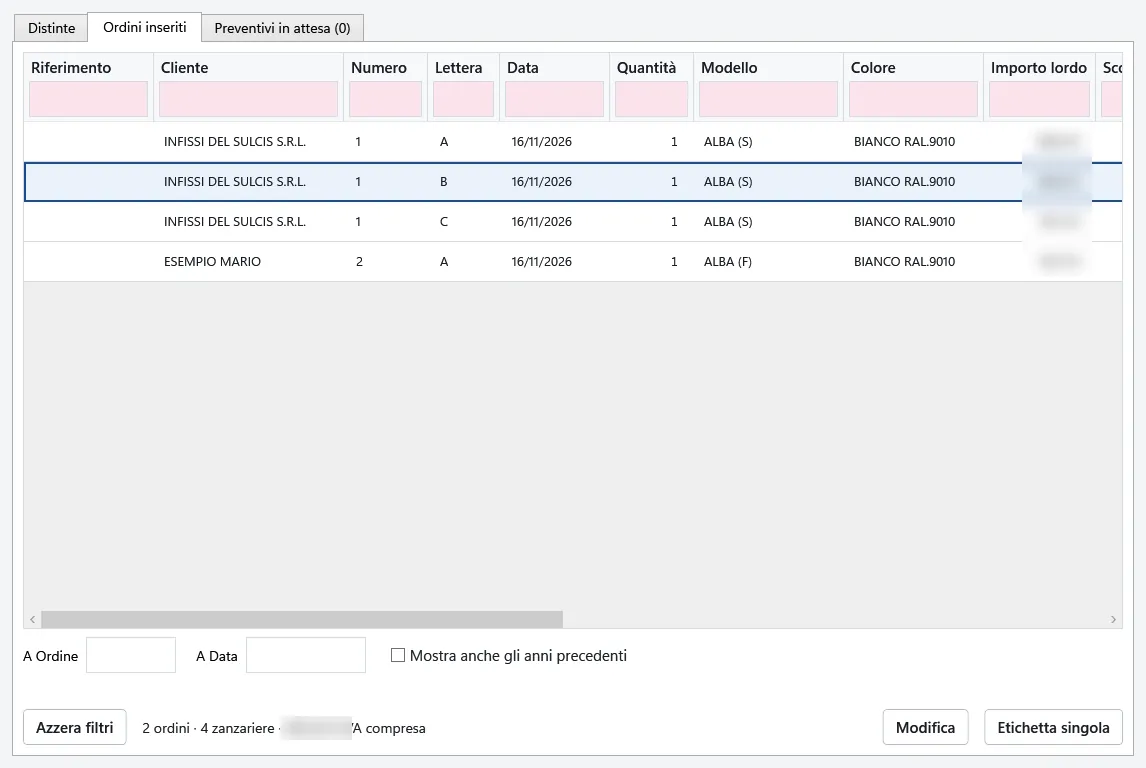 Distinte Ordini inseriti Preventivi in attesa (0)
Riferimento Cliente Numero Lettera Data Quantità Modello Colore Importo lordo
INFISSI DEL SULCIS S.R.L. 1 A 16/11/2026 1 ALBA (S) BIANCO RAL.9010
INFISSI DEL SULCIS S.R.L. 1 B 16/11/2026 1 ALBA (S) BIANCO RAL.9010
INFISSI DEL SULCIS S.R.L. 1 C 16/11/2026 1 ALBA (S) BIANCO RAL.9010
ESEMPIO MARIO 2 A 16/11/2026 1 ALBA (F) BIANCO RAL.9010
A Ordine A Data Mostra anche gli anni precedenti
Azzera filtri 2 ordini · 4 zanzariere · compresa Modifica Etichetta singola